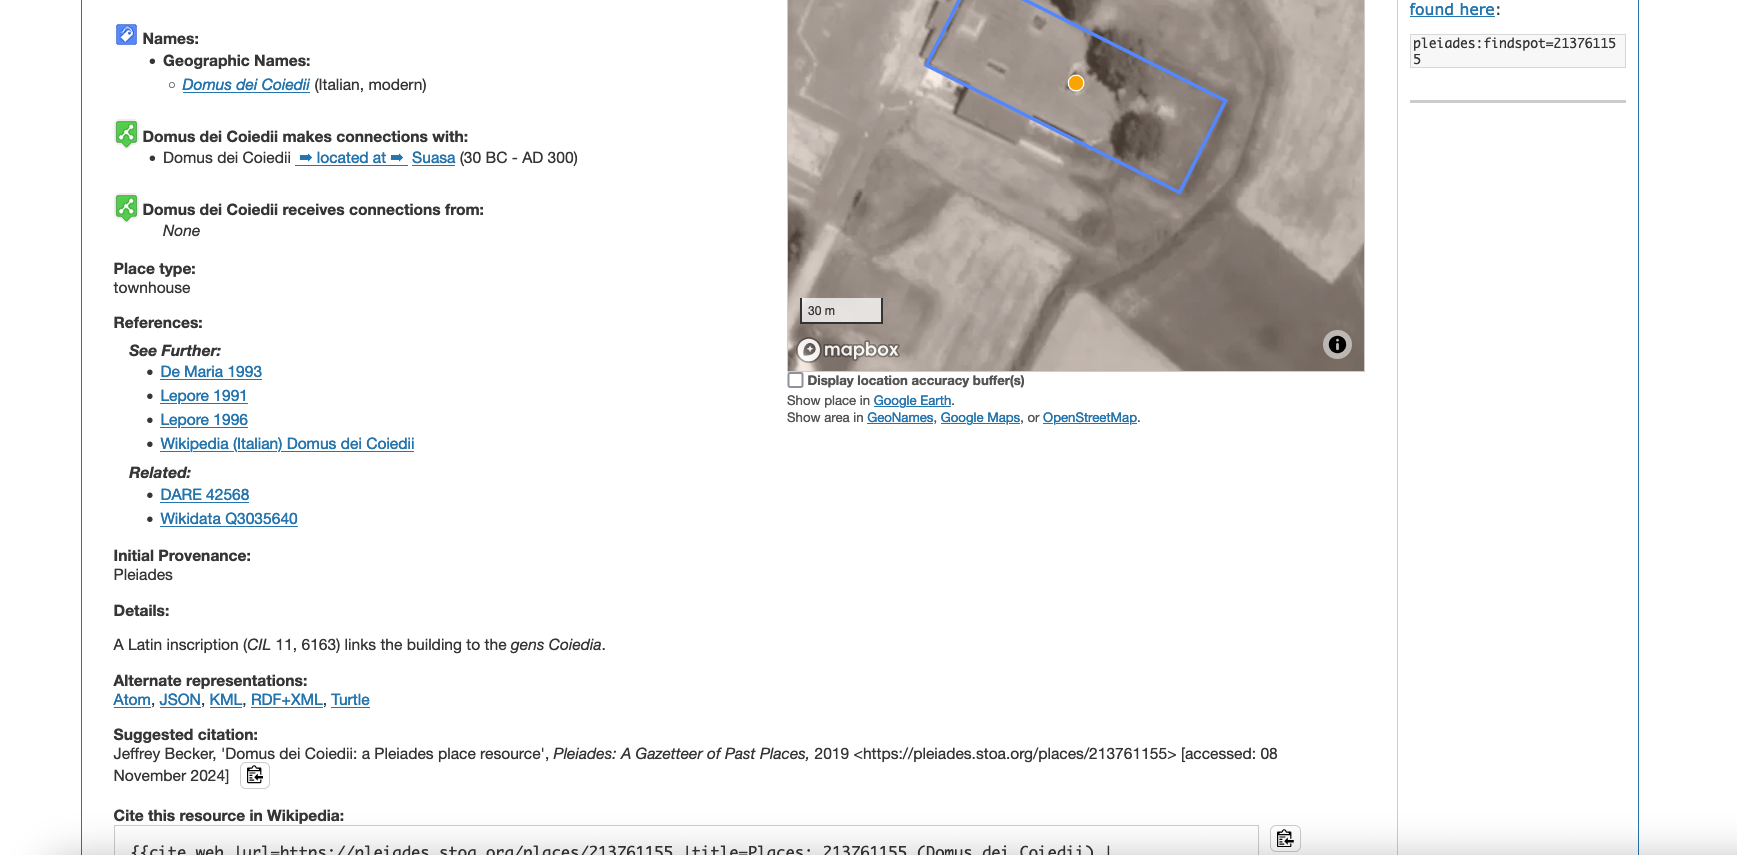 Names:
Geographic Names:
Domus dei Coiedii (Italian, modern)
Domus dei Coiedii makes connections with:
Domus dei Coiedii ➡ located at ➡ Suasa (30 BC - AD 300)
Domus dei Coiedii receives connections from:
None
Place type:
townhouse
References:
See Further:
De Maria 1993
Lepore 1991
Lepore 1996
Wikipedia (Italian) Domus dei Coiedii
Related:
DARE 42568
Wikidata Q3035640
Initial Provenance:
Pleiades
Details:
A Latin inscription (CIL 11, 6163) links the building to the gens Coiedia.
Alternate representations:
Atom, JSON, KML, RDF+XML, Turtle
Suggested citation:
Jeffrey Becker, 'Domus dei Coiedii: a Pleiades place resource', Pleiades: A Gazetteer of Past Places, 2019 <https://pleiades.stoa.org/places/213761155> [accessed: 08
November 2024]
Cite this resource in Wikipedia:
{{cite web |url=https://pleiades.stoa.org/places/213761155 |title=Places: 213761155 (Domus dei Coiedii) |
30 m
mapbox
Display location accuracy buffer(s)
Show place in Google Earth.
Show area in GeoNames, Google Maps, or OpenStreetMap.
found here:
pleiades:findspot=21376115
5